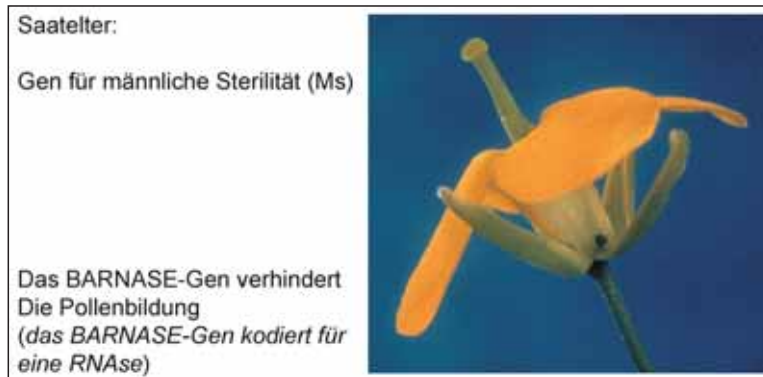 Saatelter:
Gen für männliche Sterilität (Ms)
Das BARNASE-Gen verhindert
Die Pollenbildung
(das BARNASE-Gen kodiert für
eine RNAse)